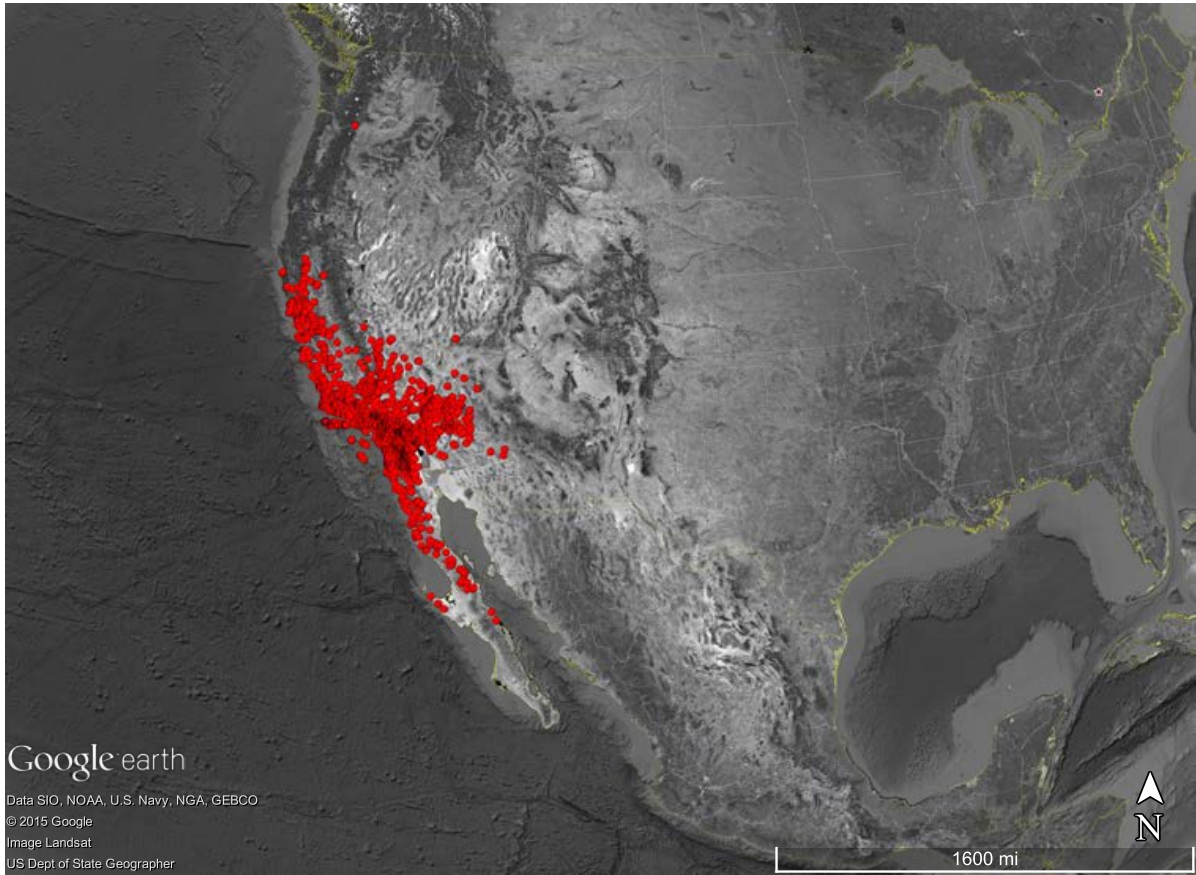 Google earth
Data SIO, NOAA, U.S. Navy, NGA, GEBCO
© 2015 Google
Image Landsat
US Dept of State Geographer
N
1600 mi